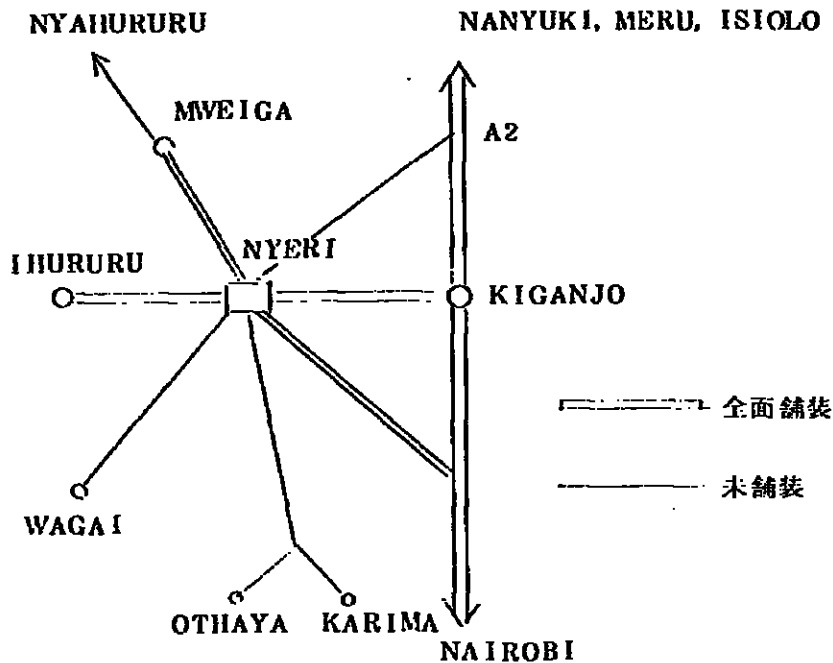 NYAHURURU
NANYUKI, MERU, ISIOLO
MWEIGA
A2
NYERI
IHURURU
KIGANJO
全面舗装
未舗装
WAGAI
OTHAYA
KARIMA
NAIROBI